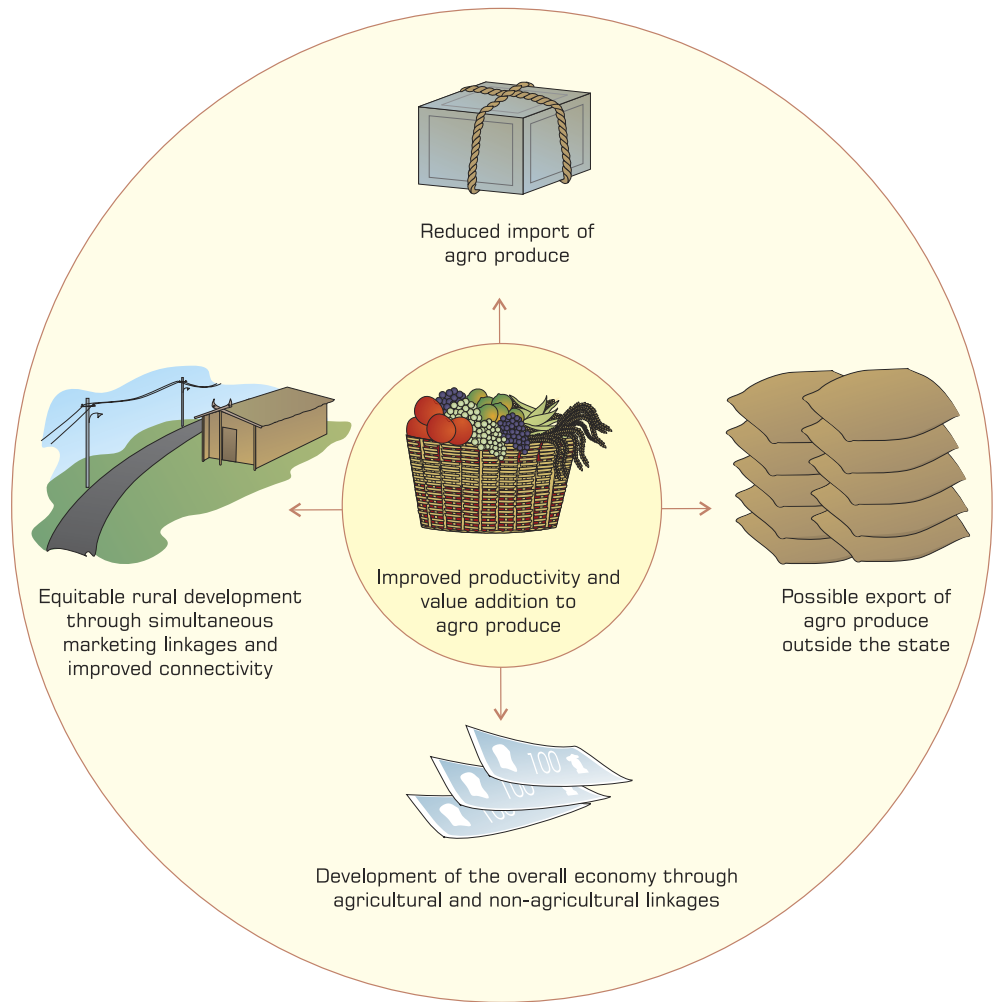 Reduced import of
agro produce
Equitable rural development
through simultaneous
marketing linkages and
improved connectivity
Improved productivity and
value addition to
agro produce
Possible export of
agro produce
outside the state
100
100
100
Development of the overall economy through
agricultural and non-agricultural linkages